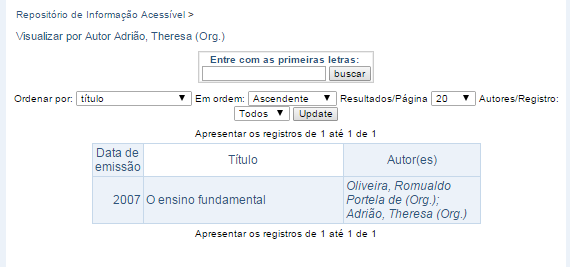 Repositório de Informação Acessível >
Visualizar por Autor Adrião, Theresa (Org.)
Entre com as primeiras letras:
buscar
Ordenar por: título Em ordem: Ascendente Resultados/Página 20 Autores/Registro:
Todos Update
Apresentar os registros de 1 até 1 de 1
Data de emissão Título Autor(es)
2007 O ensino fundamental Oliveira, Romualdo
Portela de (Org.);
Adrião, Theresa (Org.)
Apresentar os registros de 1 até 1 de 1